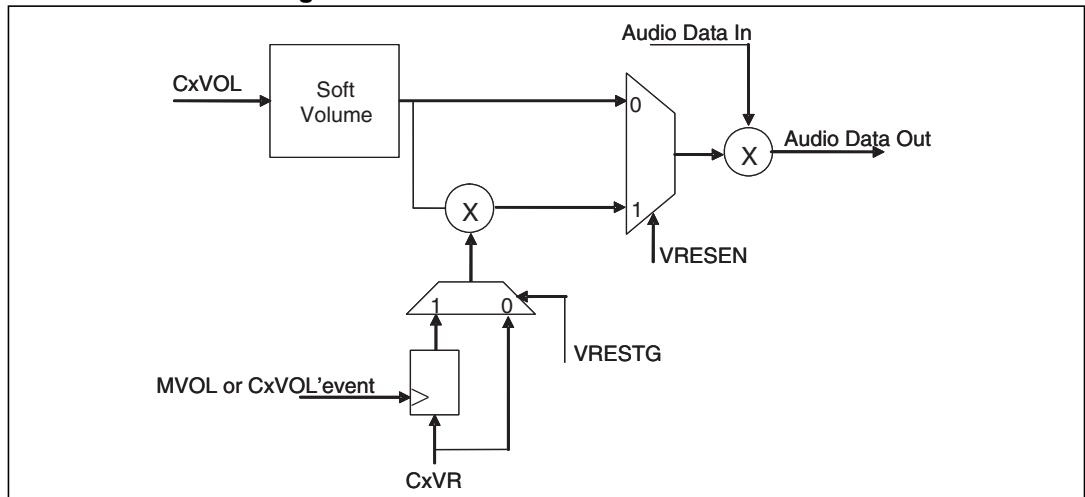 Audio Data In
CxVOL
Soft
Volume
0
X
Audio Data Out
X
1
VRESEN
1
0
VRESTG
MVOL or CxVOL'event
CxVR